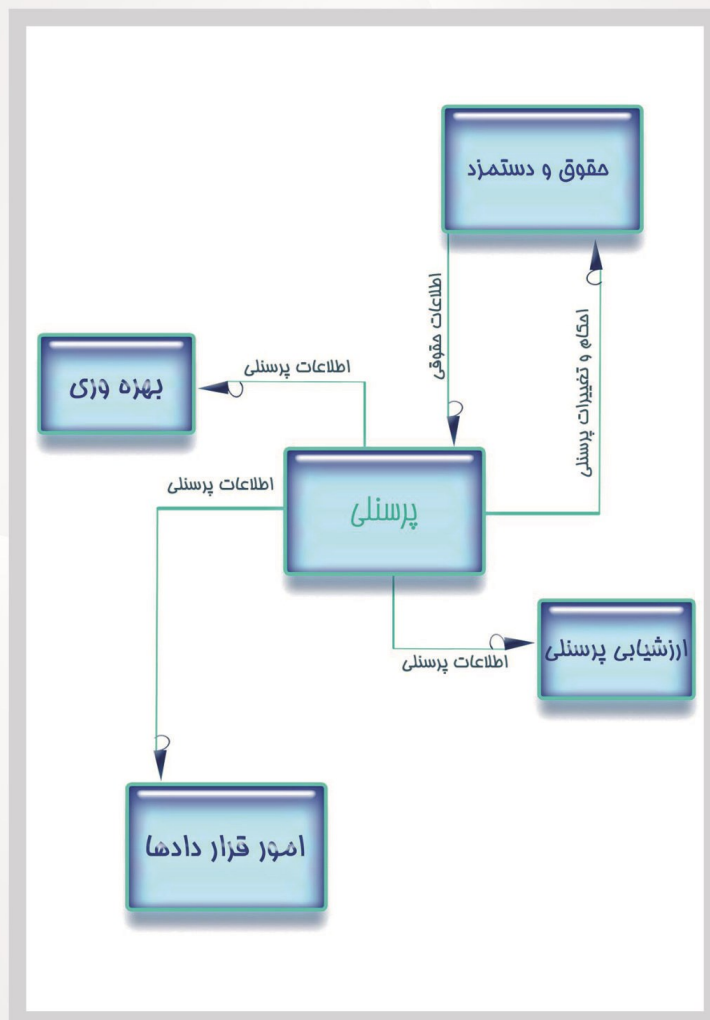 حقوق و دستمزد
اطلاعات حقوقی
احکام و تغییرات پرسنلی
اطلاعات پرسنلی
بهره وری
اطلاعات پرسنلی
پرسنلی
ارزشیابی پرسنلی
اطلاعات پرسنلی
امور قرار دادها